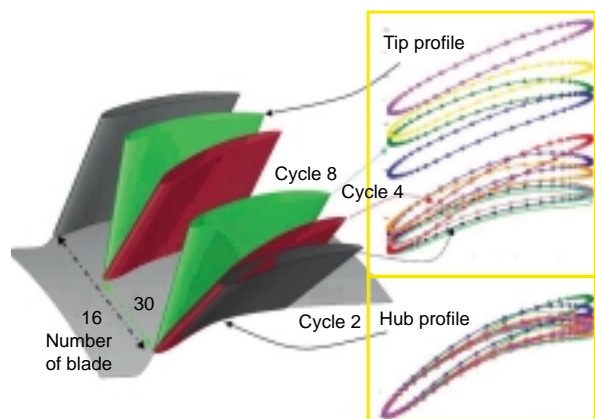 Tip profile
Cycle 8
Cycle 4
30
16
Number
of blade
Cycle 2
Hub profile